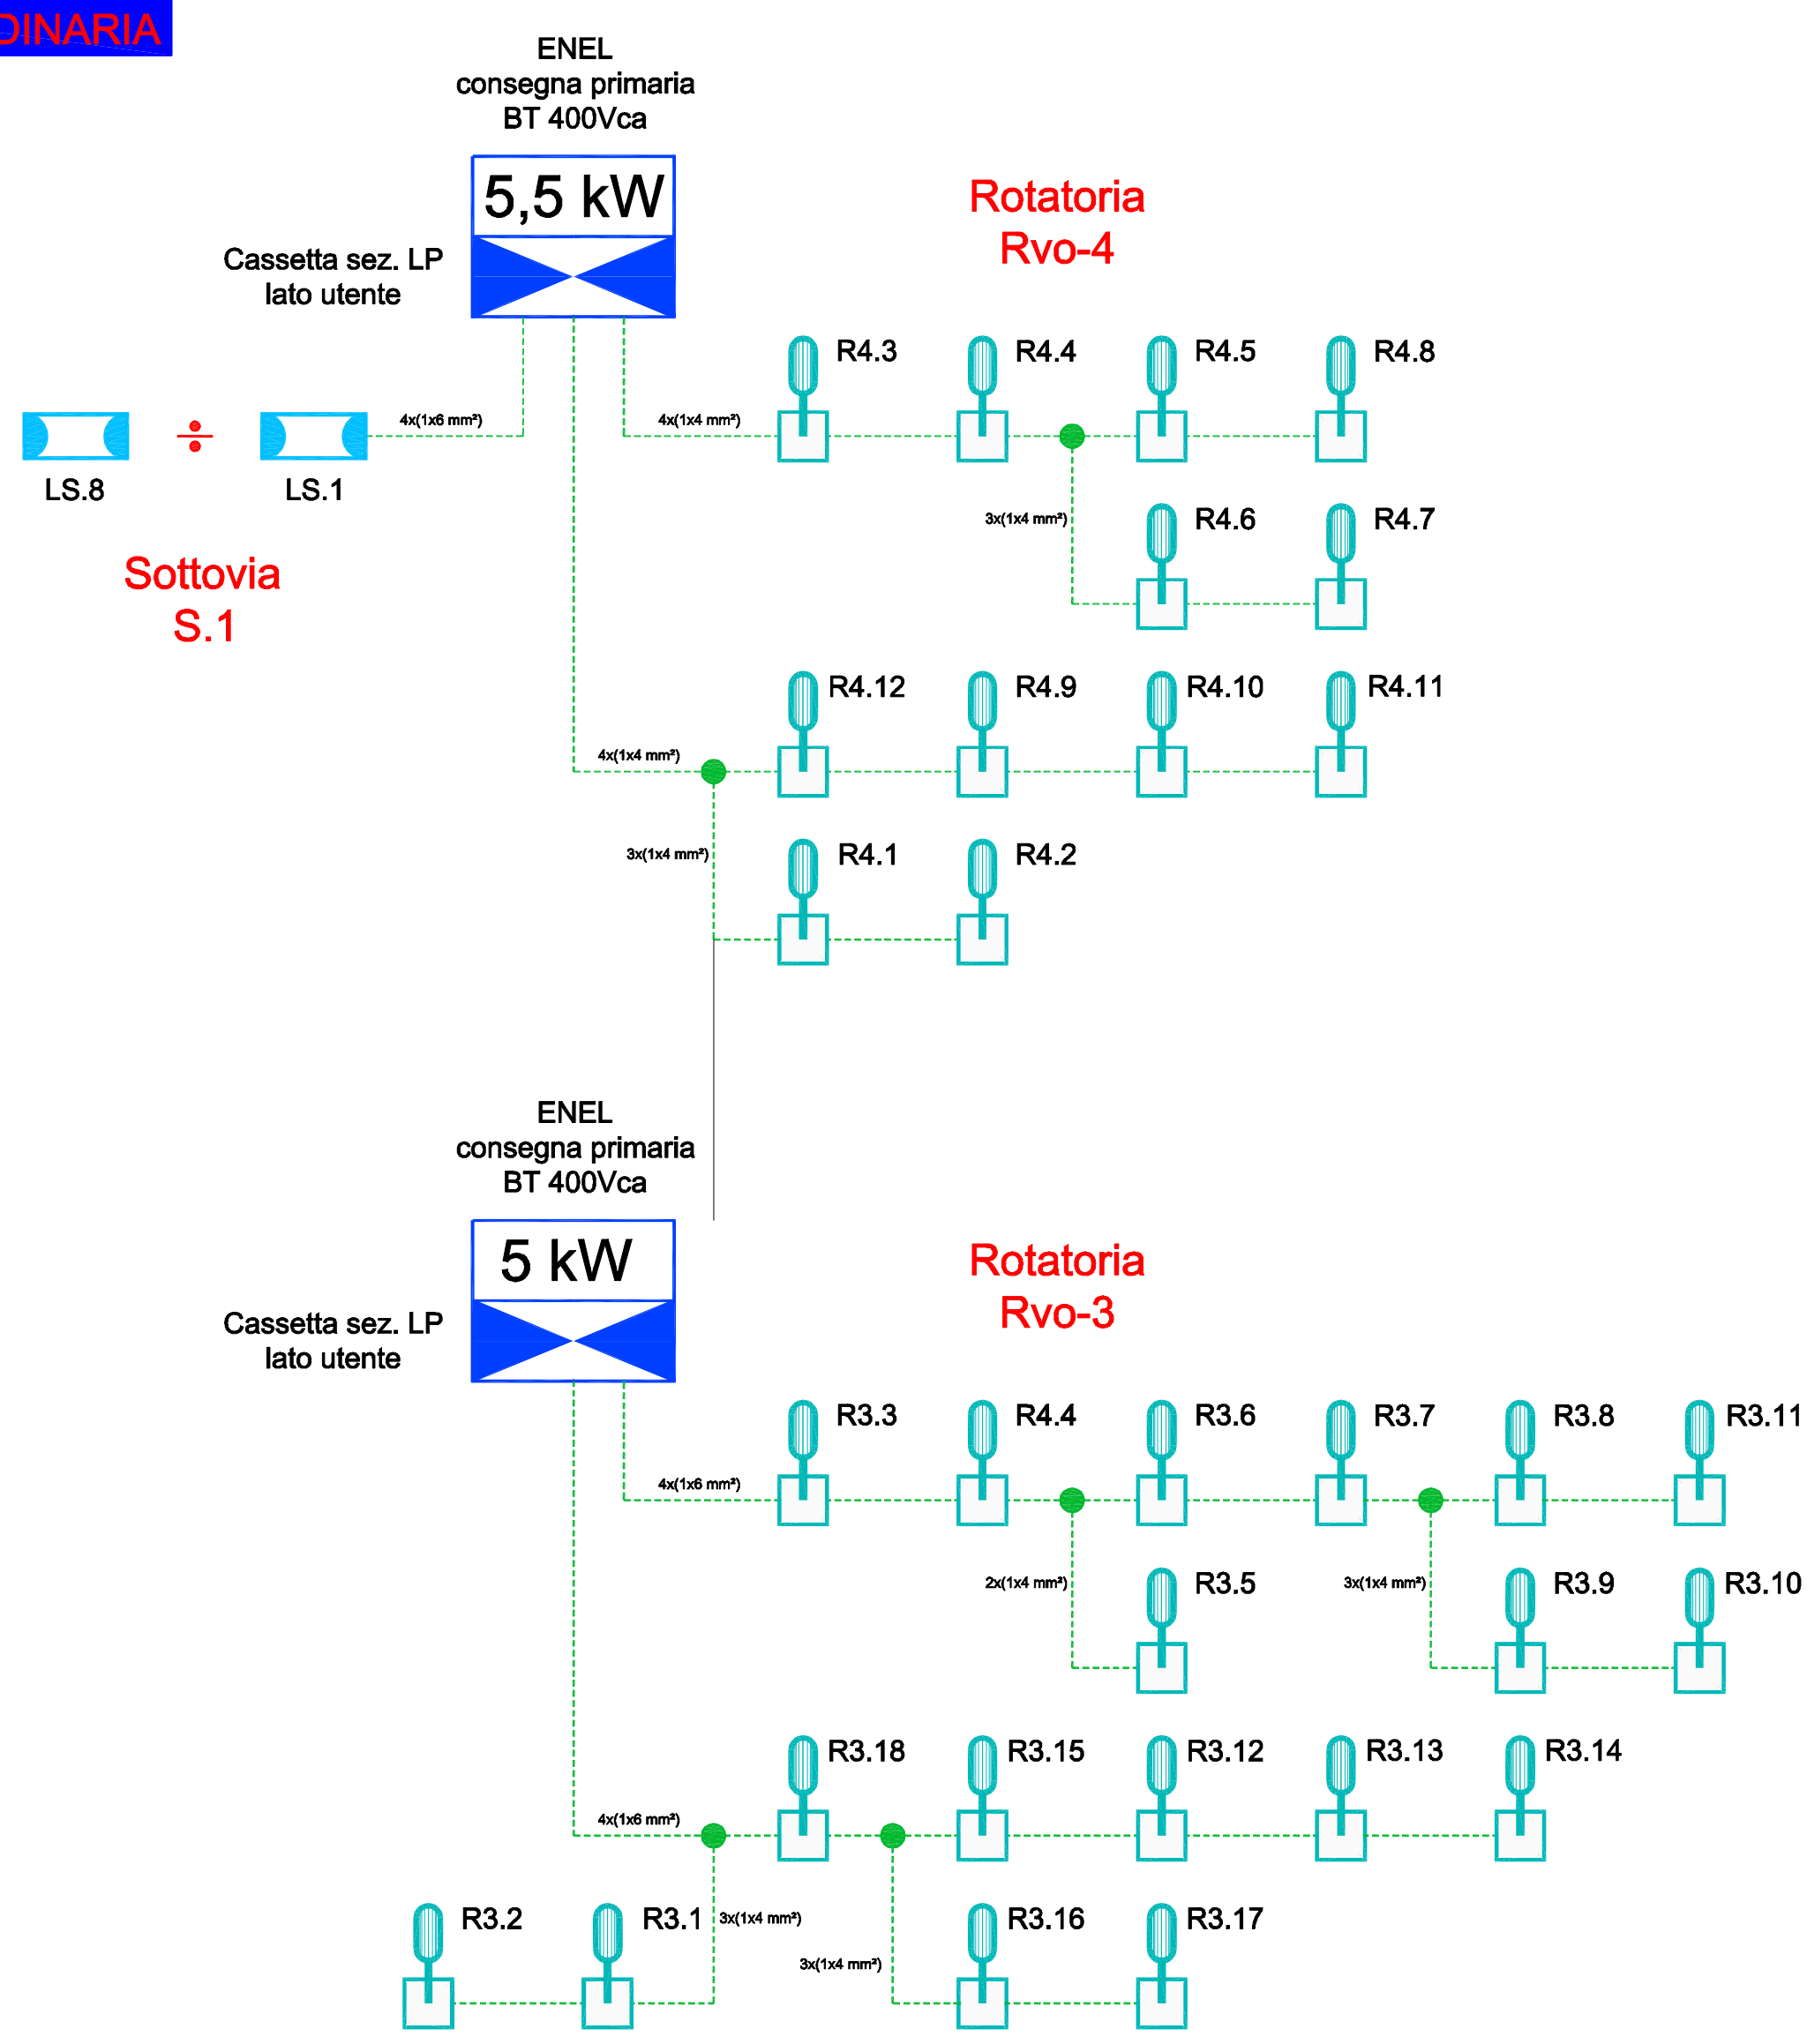 DINARIA
ENEL
consegna primaria
BT 400Vca
5,5 kW
Cassetta sez. LP
lato utente
Rotatoria
Rvo-4
R4.3 R4.4 R4.5 R4.8
4x(1x6 mm²) 4x(1x4 mm²)
÷
LS.8 LS.1
3x(1x4 mm²) R4.6 R4.7
Sottovia
S.1
R4.12 R4.9 R4.10 R4.11
4x(1x4 mm²)
3x(1x4 mm²) R4.1 R4.2
ENEL
consegna primaria
BT 400Vca
5 kW
Cassetta sez. LP
lato utente
Rotatoria
Rvo-3
R3.3 R4.4 R3.6 R3.7 R3.8 R3.11
4x(1x6 mm²)
2x(1x4 mm²) R3.5 3x(1x4 mm²) R3.9 R3.10
R3.18 R3.15 R3.12 R3.13 R3.14
4x(1x6 mm²)
R3.2 R3.1 3x(1x4 mm²) R3.16 R3.17
3x(1x4 mm²)